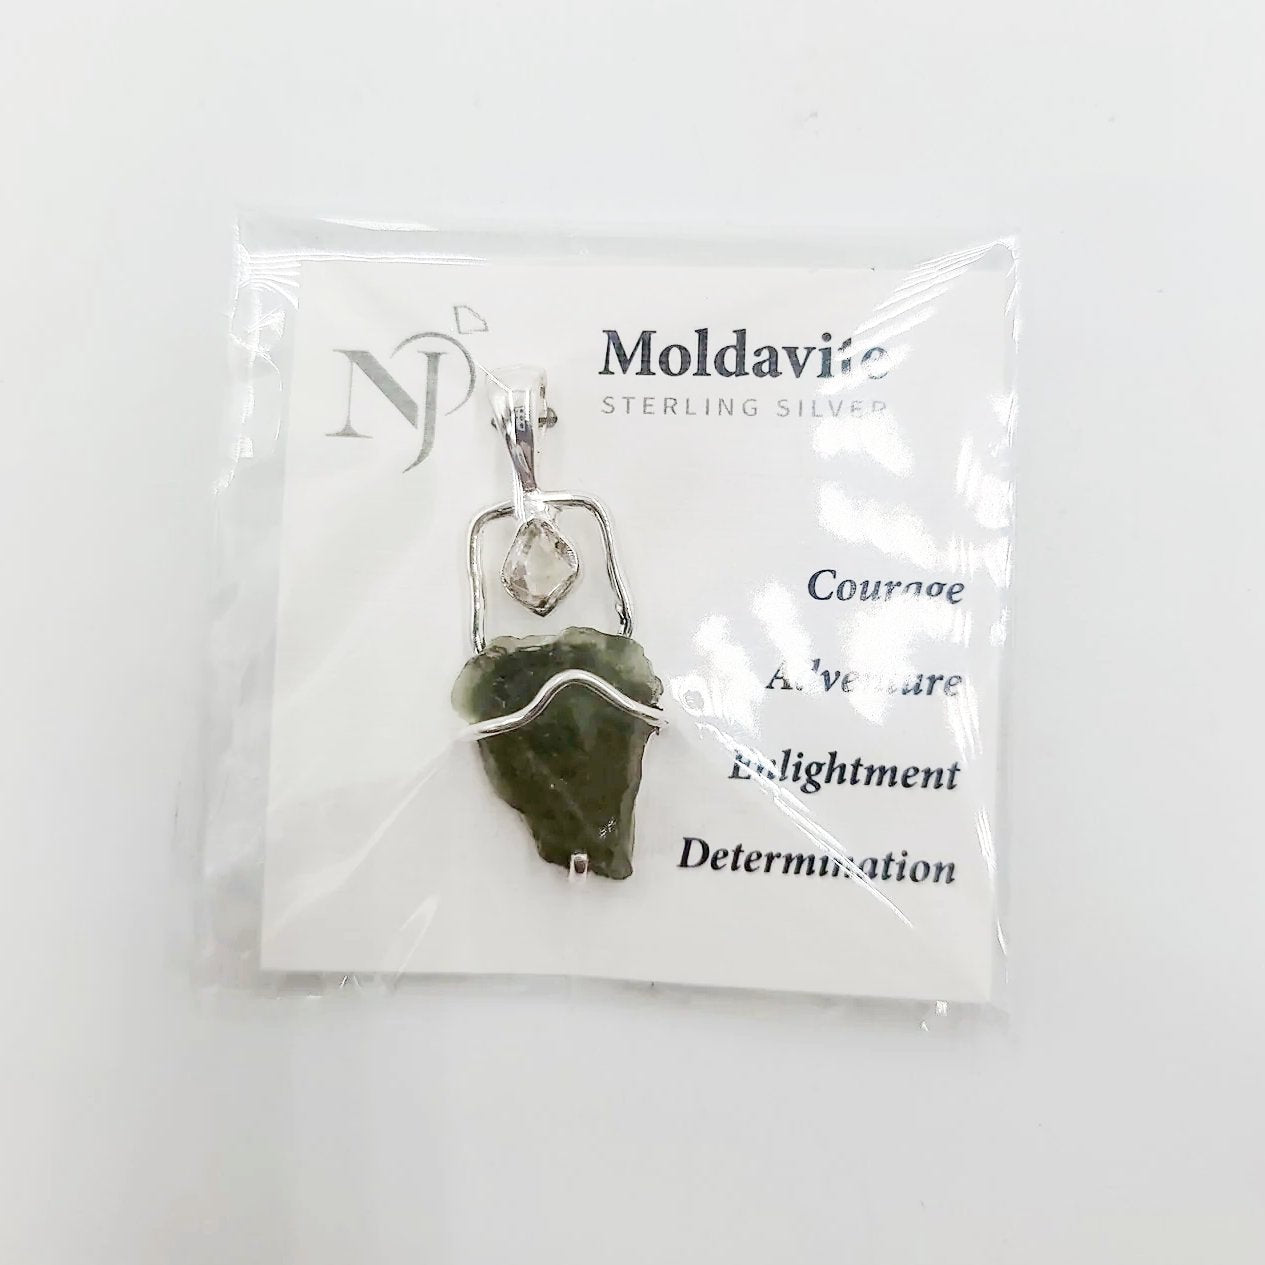 NJ
Moldavite
STERLING SILVER
Courage
Adventure
Enlightment
Determination